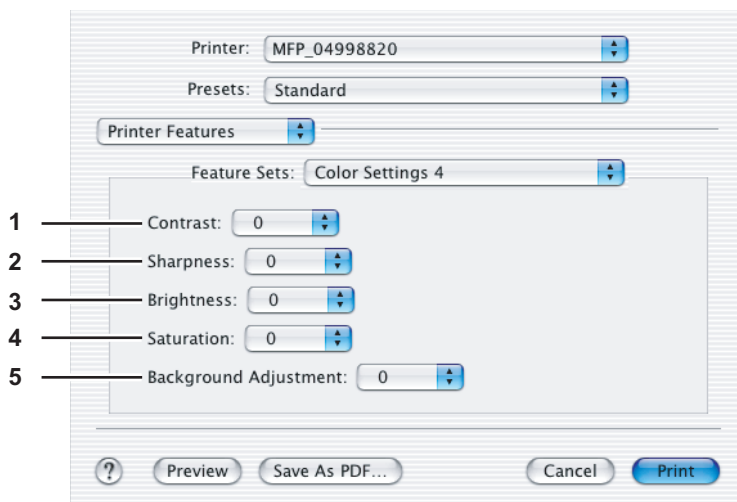 Printer: MFP_04998820
Presets: Standard
Printer Features
Feature Sets: Color Settings 4
1 Contrast: 0
2 Sharpness: 0
3 Brightness: 0
4 Saturation: 0
5 Background Adjustment: 0
? Preview Save As PDF... Cancel Print